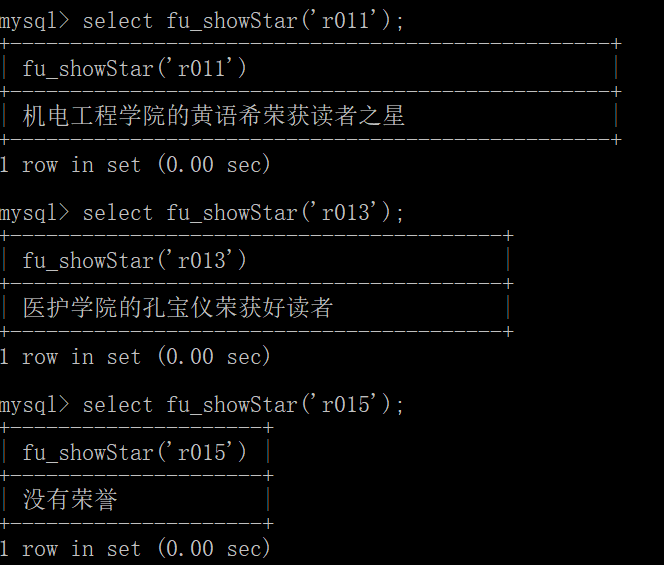 mysql> select fu_showStar('r011');
+--------------------------------------------------+
| fu_showStar('r011')                              |
+--------------------------------------------------+
| 机电工程学院的黄语希荣获读者之星                 |
+--------------------------------------------------+
1 row in set (0.00 sec)
mysql> select fu_showStar('r013');
+-----------------------------------------+
| fu_showStar('r013')                     |
+-----------------------------------------+
| 医护学院的孔宝仪荣获好读者              |
+-----------------------------------------+
1 row in set (0.00 sec)
mysql> select fu_showStar('r015');
+---------------------+
| fu_showStar('r015') |
+---------------------+
| 没有荣誉            |
+---------------------+
1 row in set (0.00 sec)